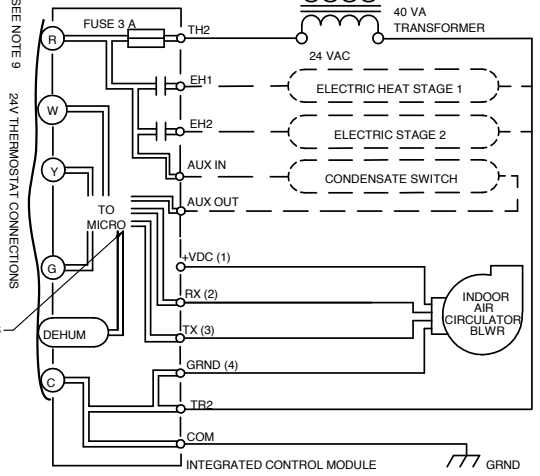 SEE NOTE 9
24V THERMOSTAT CONNECTIONS
R
FUSE 3 A
TH2
40 VA
TRANSFORMER
24 VAC
EH1
ELECTRIC HEAT STAGE 1
W
EH2
ELECTRIC STAGE 2
Y
AUX IN
CONDENSATE SWITCH
AUX OUT
TO
MICRO
G
+VDC (1)
RX (2)
INDOOR
AIR
CIRCULATOR
BLWR
DEHUM
TX (3)
GRND (4)
C
TR2
COM
INTEGRATED CONTROL MODULE
GRND